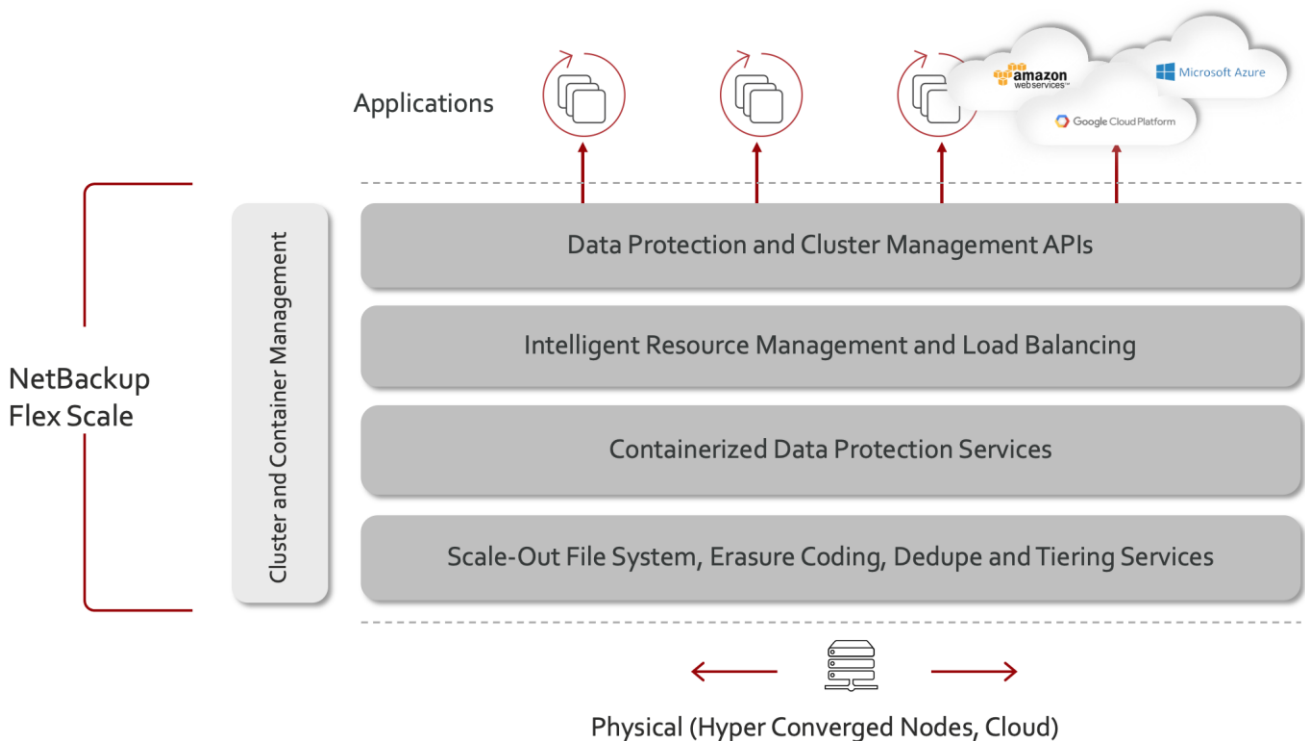 Applications
amazon
webservices™
Microsoft Azure
Google Cloud Platform
NetBackup
Flex Scale
Cluster and Container Management
Data Protection and Cluster Management APIs
Intelligent Resource Management and Load Balancing
Containerized Data Protection Services
Scale-Out File System, Erasure Coding, Dedupe and Tiering Services
Physical (Hyper Converged Nodes, Cloud)